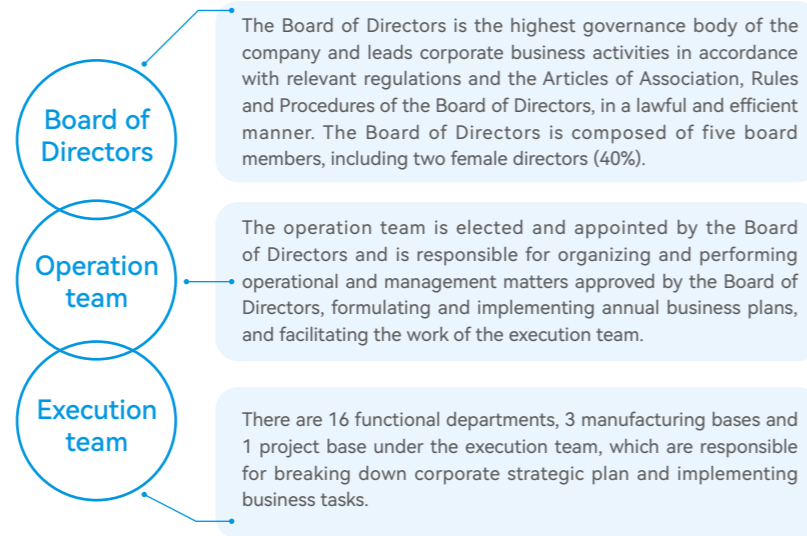 The Board of Directors is the highest governance body of the
company and leads corporate business activities in accordance
with relevant regulations and the Articles of Association, Rules
and Procedures of the Board of Directors, in a lawful and efficient
manner. The Board of Directors is composed of five board
members, including two female directors (40%).
Board of
Directors
The operation team is elected and appointed by the Board
of Directors and is responsible for organizing and performing
operational and management matters approved by the Board of
Directors, formulating and implementing annual business plans,
and facilitating the work of the execution team.
Operation
team
There are 16 functional departments, 3 manufacturing bases and
1 project base under the execution team, which are responsible
for breaking down corporate strategic plan and implementing
business tasks.
Execution
team